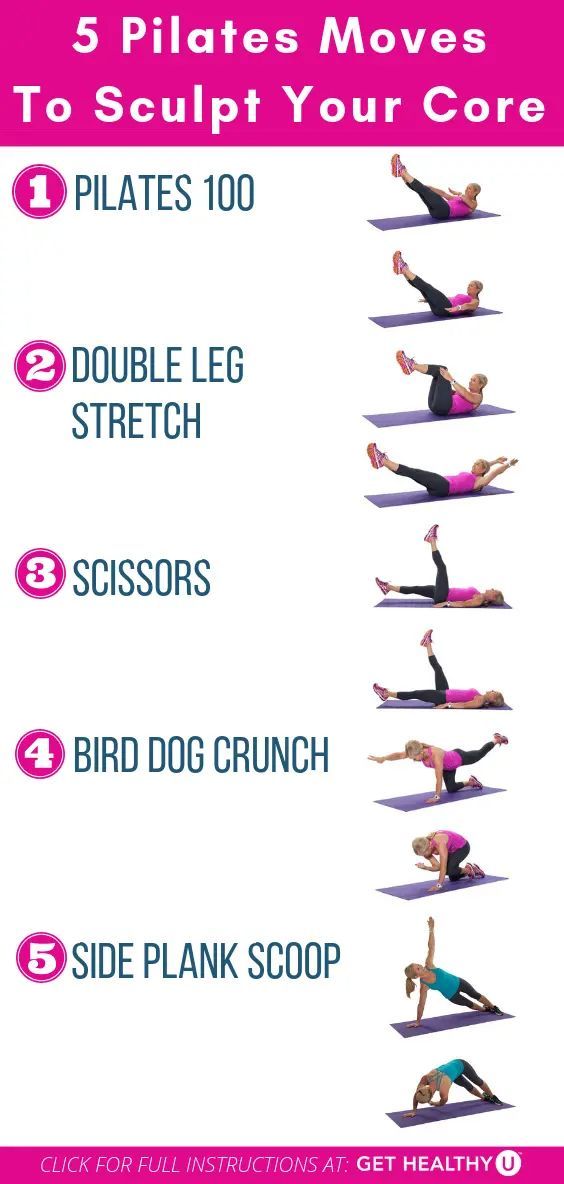 5 Pilates Moves
To Sculpt Your Core
1 PILATES 100
2 DOUBLE LEG
STRETCH
3 SCISSORS
4 BIRD DOG CRUNCH
5 SIDE PLANK SCOOP
CLICK FOR FULL INSTRUCTIONS AT: GET HEALTHY U